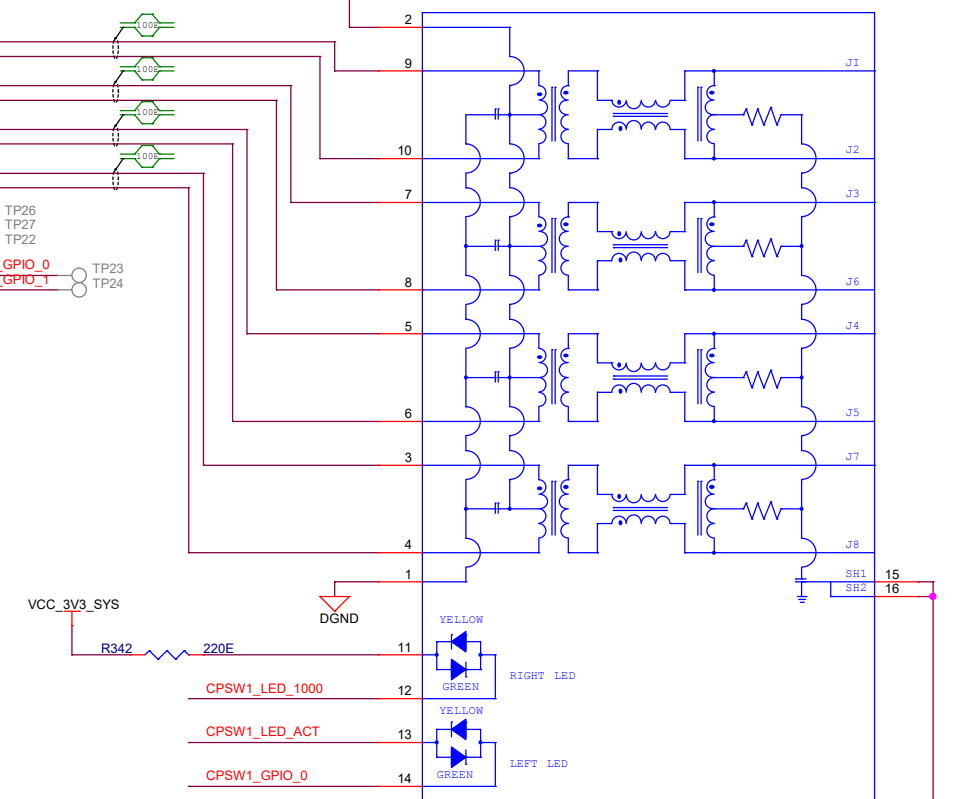 2
100E
9
J1
100E
100E
10
J2
100E
7
J3
TP26
TP27
TP22
_GPIO_0
TP23
_GPIO_1
TP24
8
J6
5
J4
6
J5
3
J7
4
J8
1
SH1
15
SH2
16
DGND
VCC_3V3_SYS
YELLOW
R342
220E
11
RIGHT LED
GREEN
CPSW1_LED_1000
12
YELLOW
CPSW1_LED_ACT
13
LEFT LED
GREEN
CPSW1_GPIO_0
14